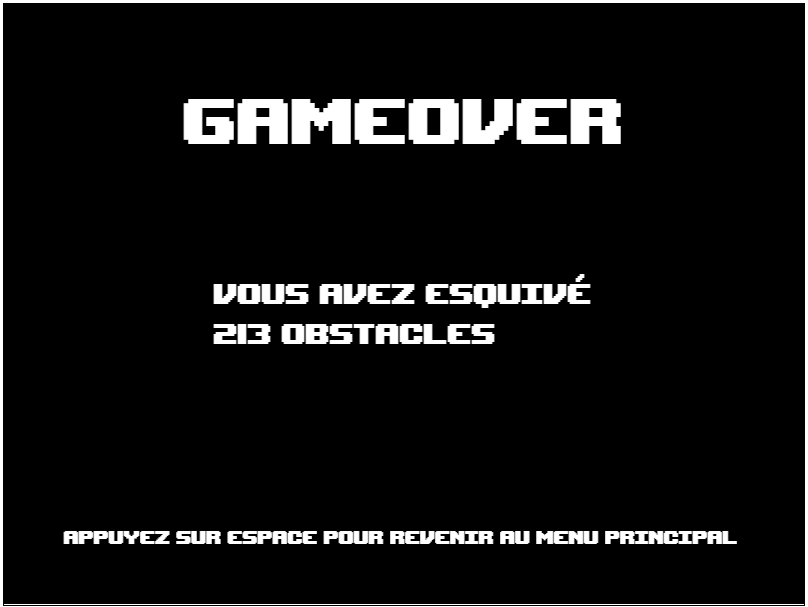 GAMEOVER
VOUS AVEZ ESQUIVÉ
213 OBSTACLES
APPUYEZ SUR ESPACE POUR REVENIR AU MENU PRINCIPAL